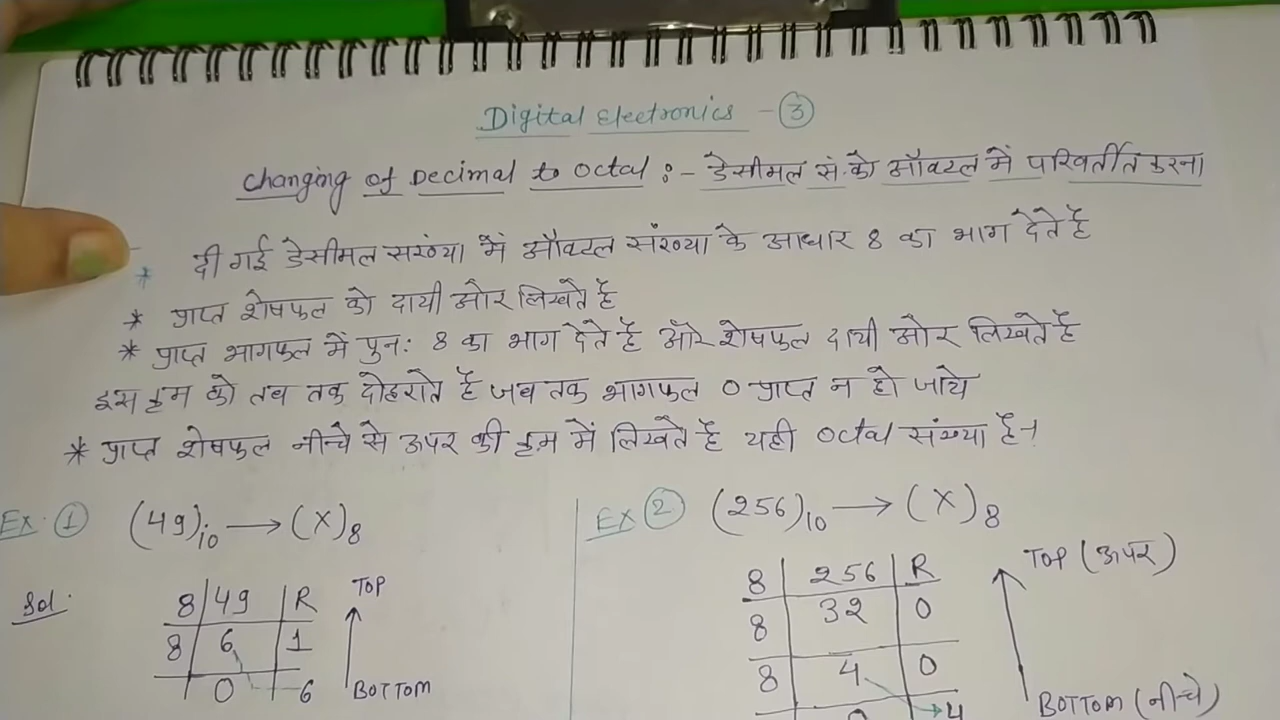 Digital Electronics - ③
Changing of Decimal to Octal :- डेसीमल सं. को ऑक्टल में परिवर्तीत करना
* दी गई डेसीमल संख्या में ऑक्टल संख्या के आधार 8 का भाग देते है
* प्राप्त शेषफल को दायी ओर लिखते है
* प्राप्त भागफल में पुनः 8 का भाग देते है और शेषफल दायी ओर लिखते है
इस क्रम को तब तक दोहराते है जब तक भागफल 0 प्राप्त न हो जाये
* प्राप्त शेषफल नीचे से ऊपर की क्रम में लिखते है यही Octal संख्या है।
Ex. ① (49)₁₀ → (X)₈
Sol.
8 49 R
8 6 1
0 6
TOP
BOTTOM
Ex ② (256)₁₀ → (X)₈
8 256 R
8 32 0
8 4 0
0 4
TOP (ऊपर)
BOTTOM (नीचे)